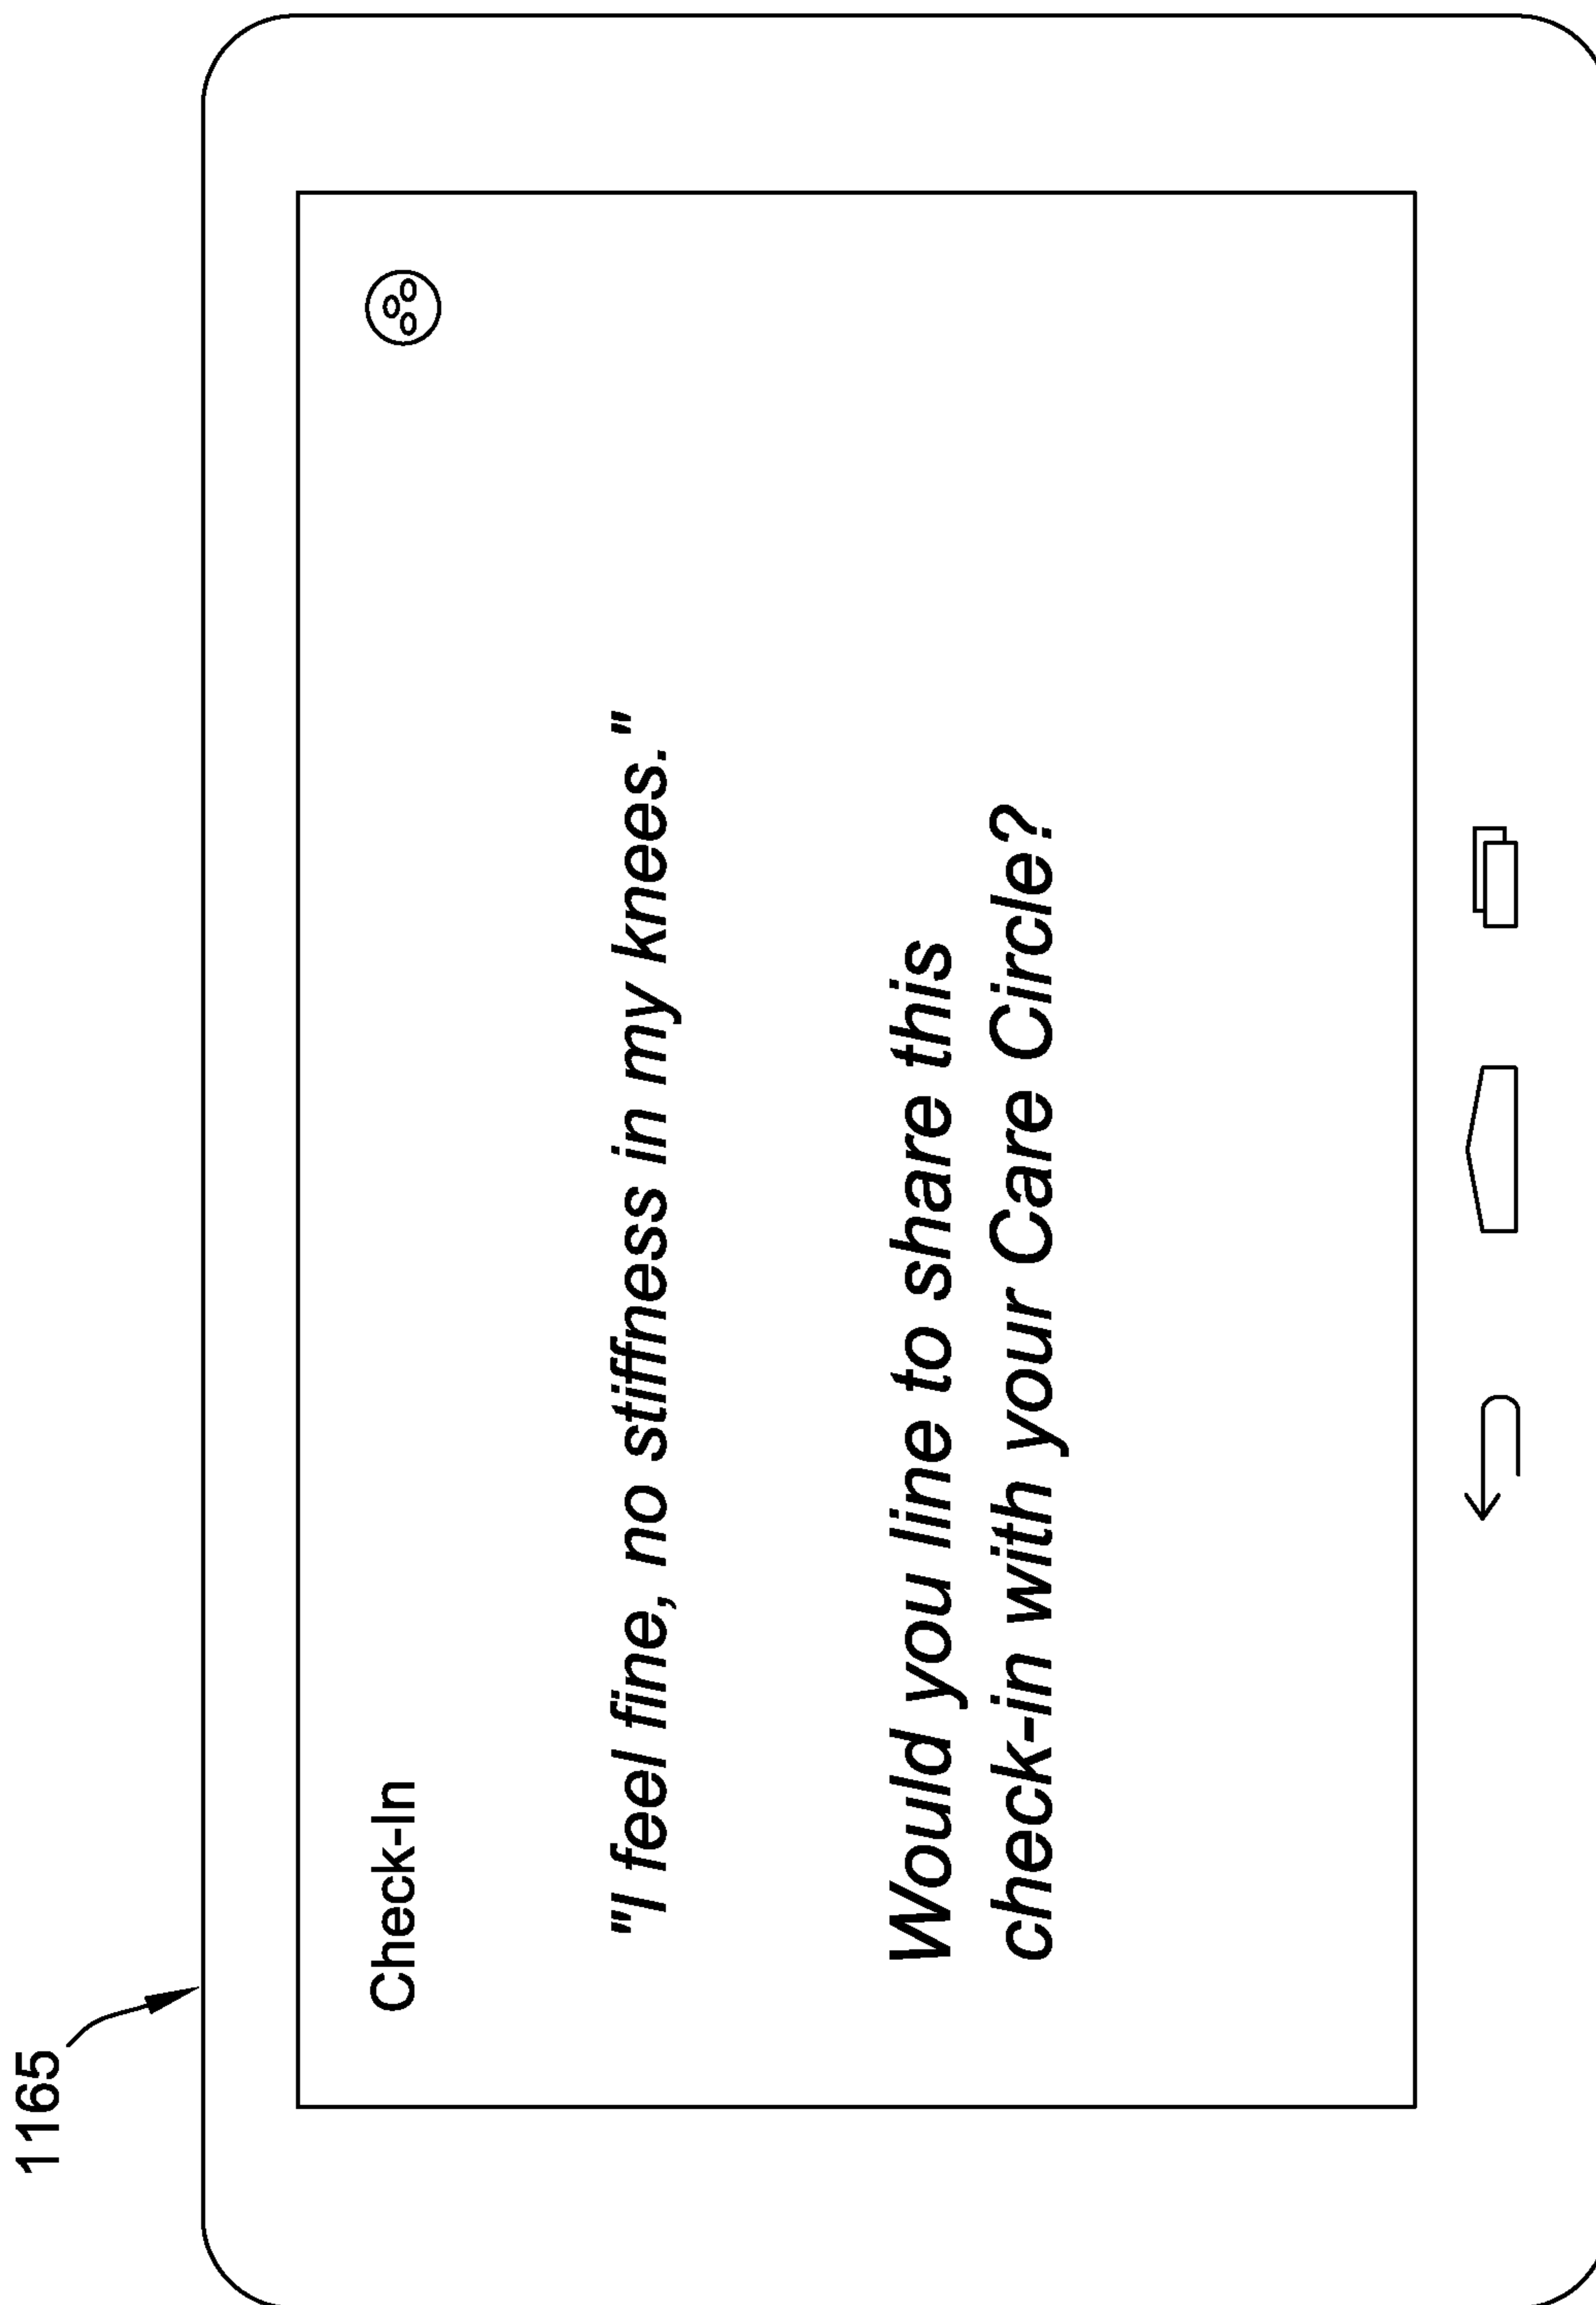 1165
Check-In
"I feel fine, no stiffness in my knees."
Would you line to share this
check-in with your Care Circle?